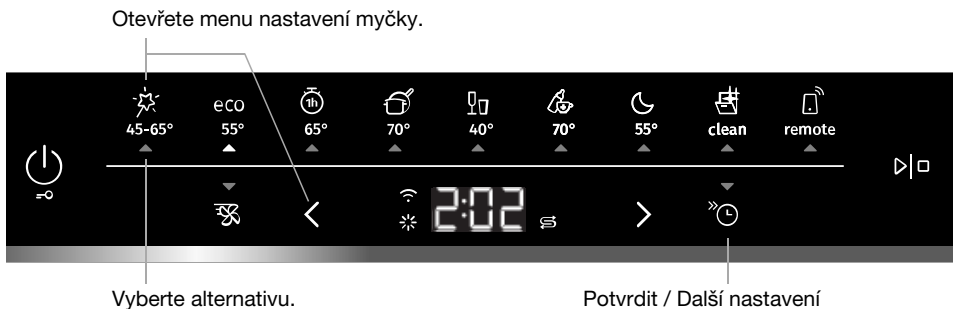 Otevřete menu nastavení myčky.
eco 1h
45-65° 55° 65° 70° 40° 70° 55° clean remote
2:02
Vyberte alternativu. Potvrdit / Další nastavení